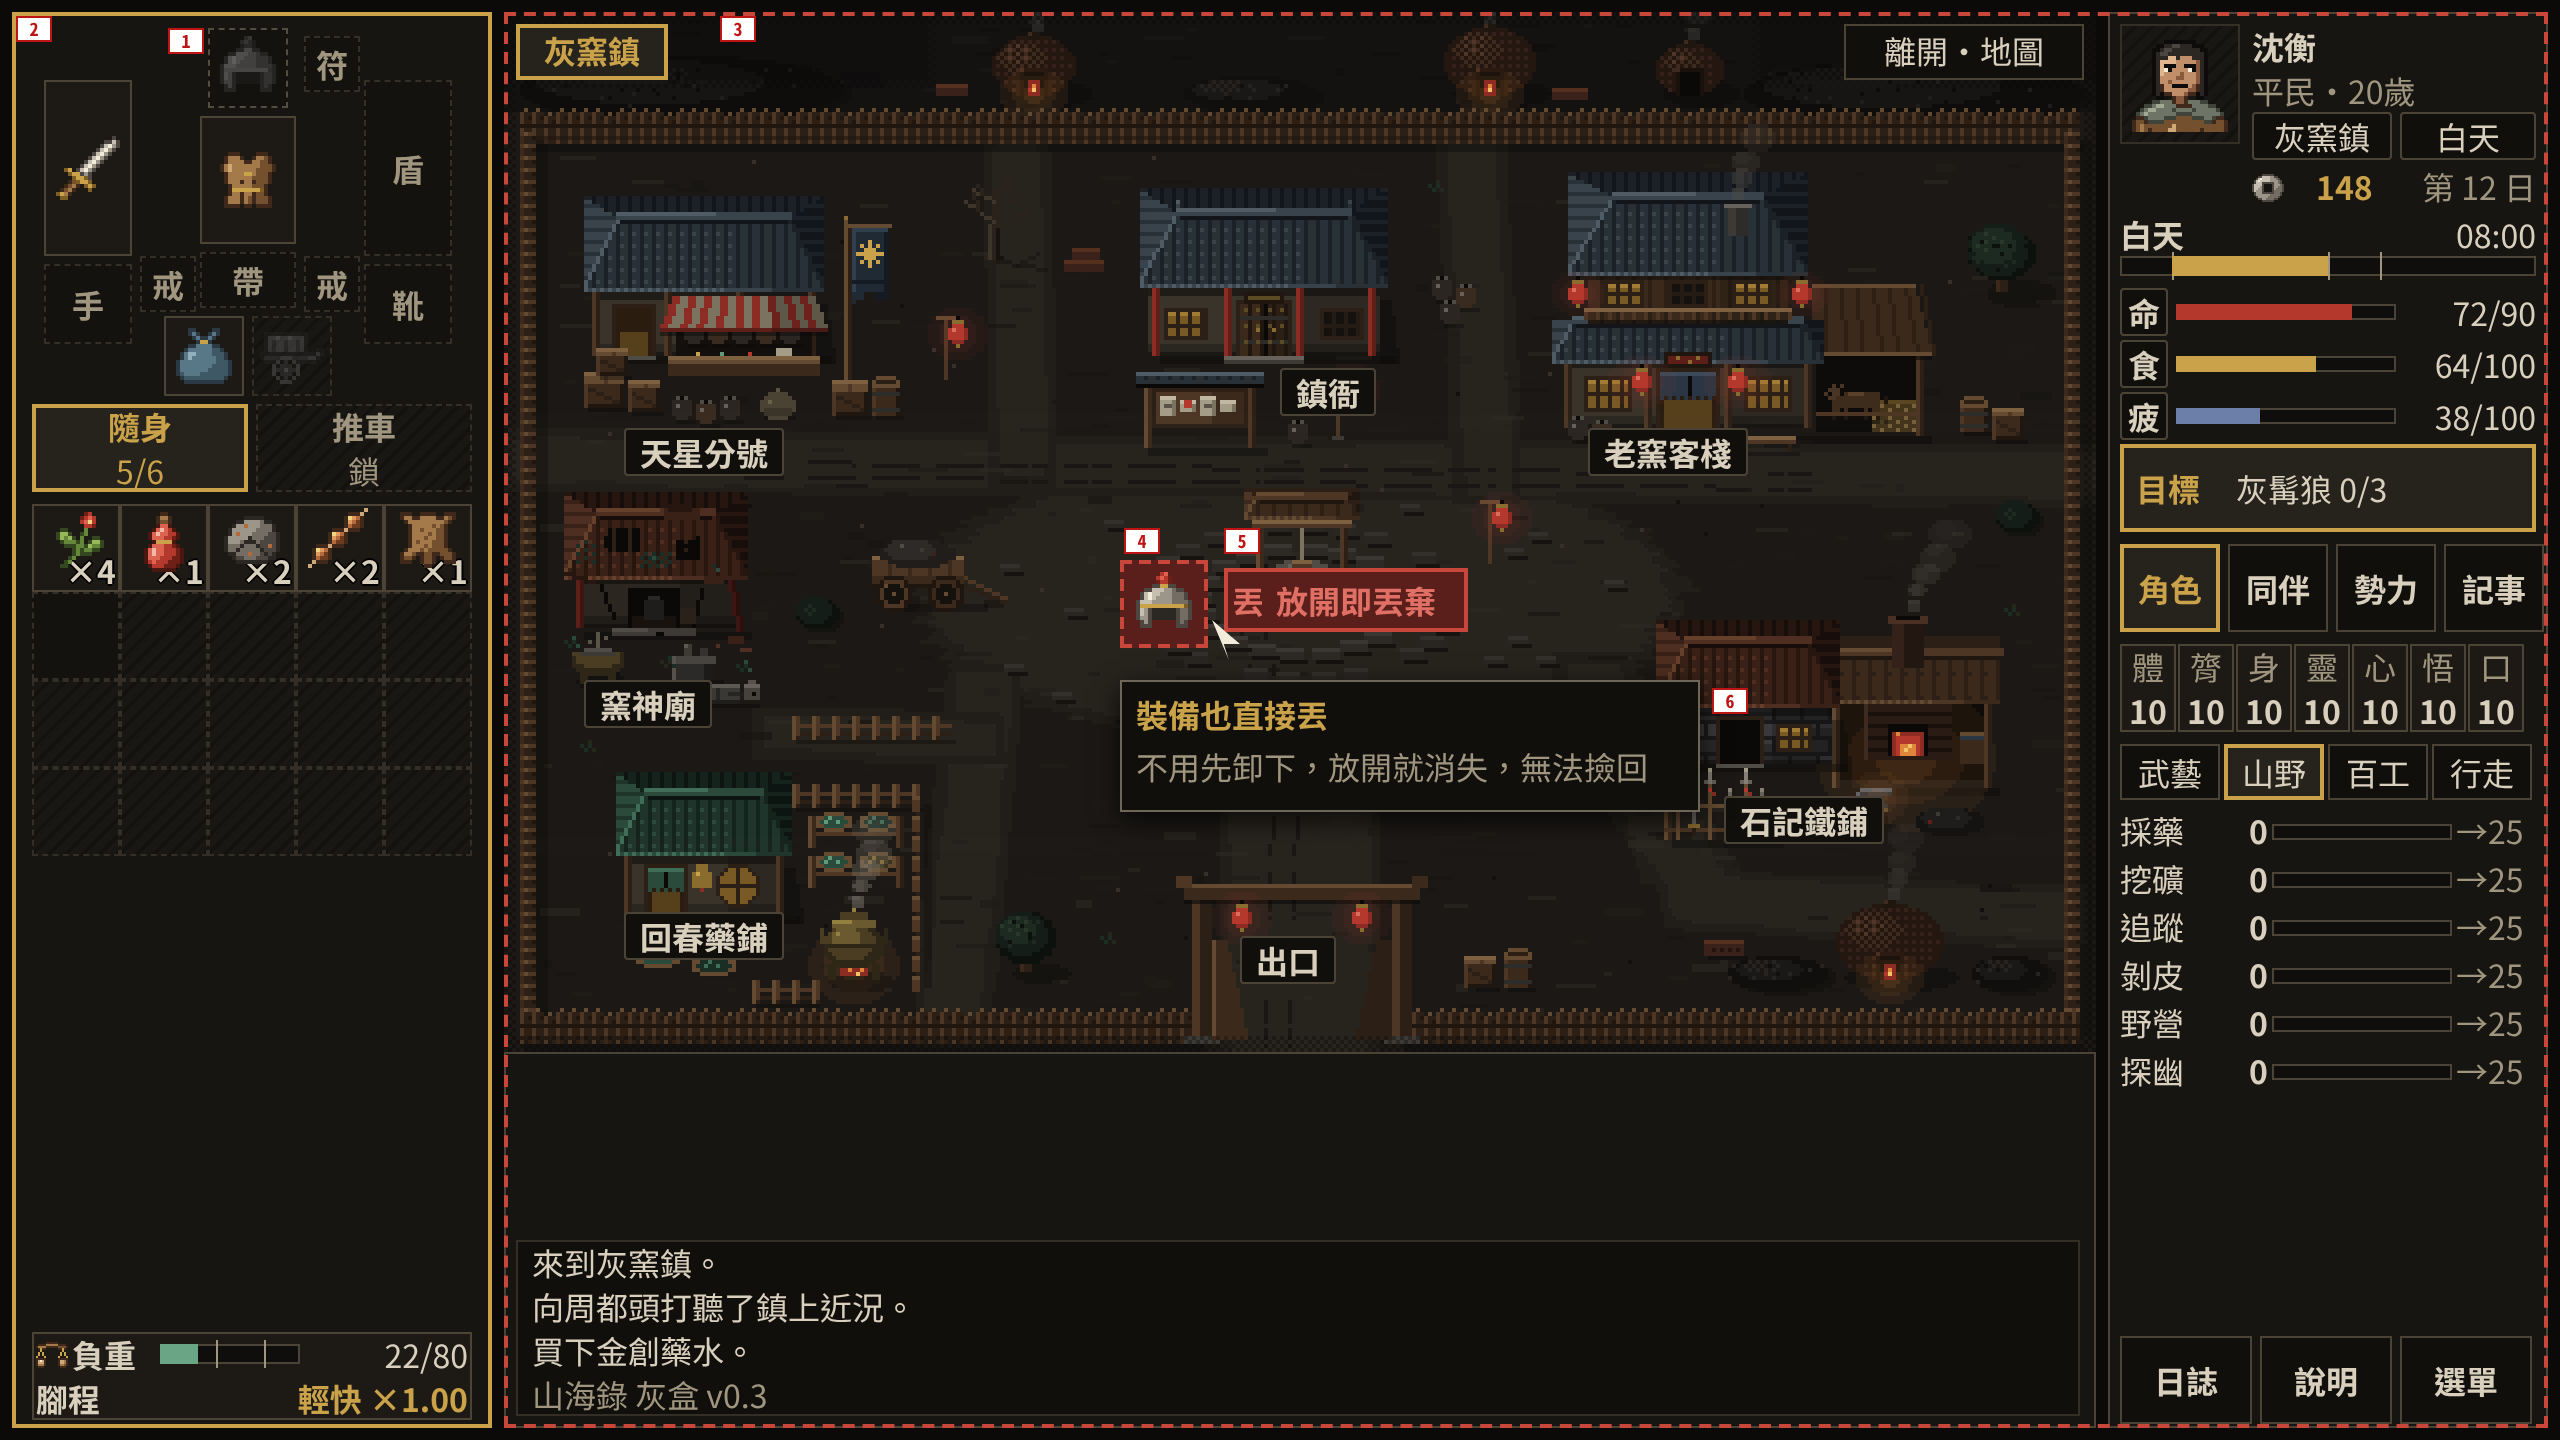 2
1
符
盾
手
戒
帶
戒
靴
隨身
5/6
推車
鎖
×4
×1
×2
×2
×1
負重
22/80
腳程
輕快 ×1.00
3
灰窯鎮
離開・地圖
天星分號
鎮衙
老窯客棧
4
5
丟 放開即丟棄
窯神廟
裝備也直接丟
不用先卸下，放開就消失，無法撿回
6
石記鐵鋪
回春藥鋪
出口
來到灰窯鎮。
向周都頭打聽了鎮上近況。
買下金創藥水。
山海錄 灰盒 v0.3
沈衡
平民・20歲
灰窯鎮
白天
148
第 12 日
白天
08:00
命
72/90
食
64/100
疲
38/100
目標 灰髯狼 0/3
角色
同伴
勢力
記事
體 膂 身 靈 心 悟 口
10 10 10 10 10 10 10
武藝
山野
百工
行走
採藥 0 →25
挖礦 0 →25
追蹤 0 →25
剝皮 0 →25
野營 0 →25
探幽 0 →25
日誌
說明
選單